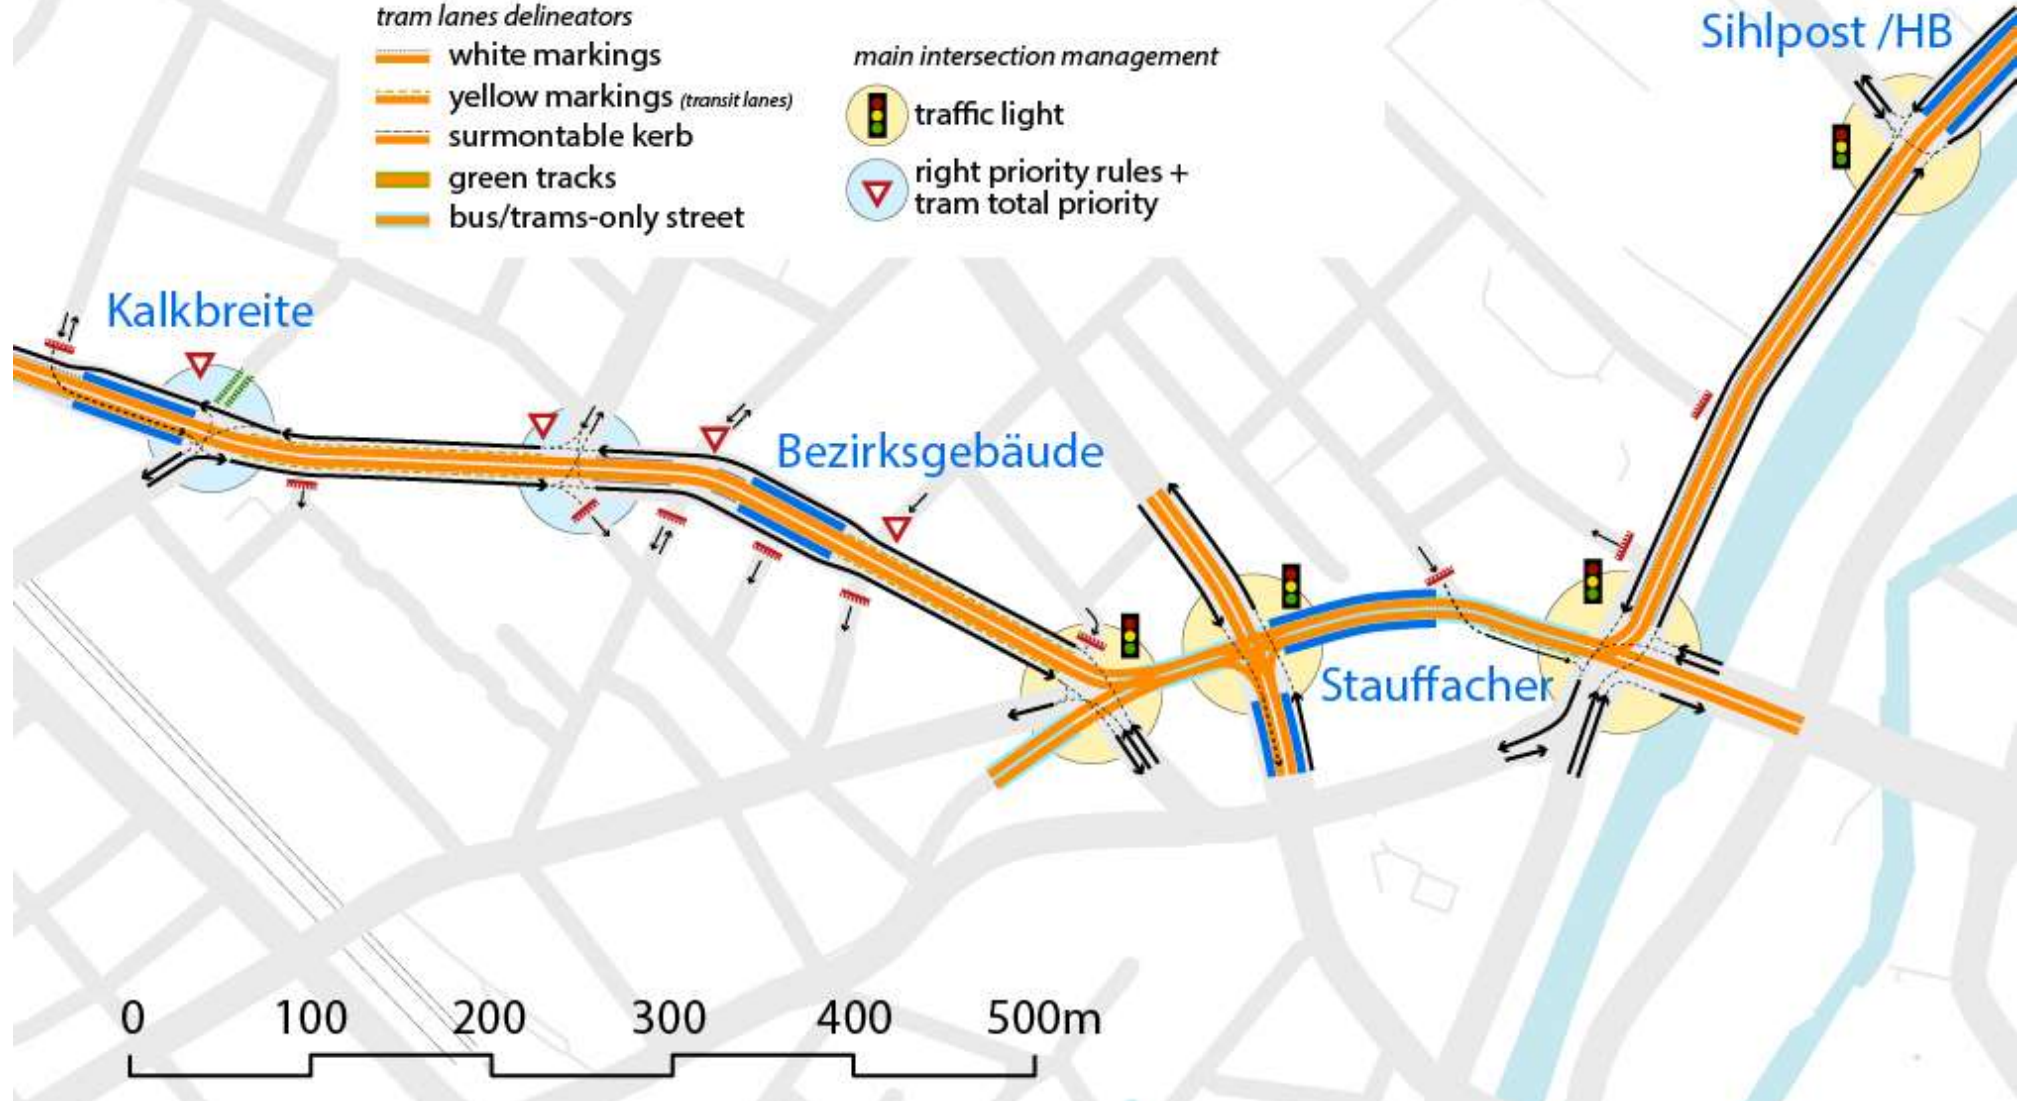 tram lanes delineators
white markings
yellow markings (transit lanes)
surmontable kerb
green tracks
bus/trams-only street
main intersection management
traffic light
right priority rules +
tram total priority
Sihlpost /HB
Kalkbreite
Bezirksgebäude
Stauffacher
0 100 200 300 400 500m